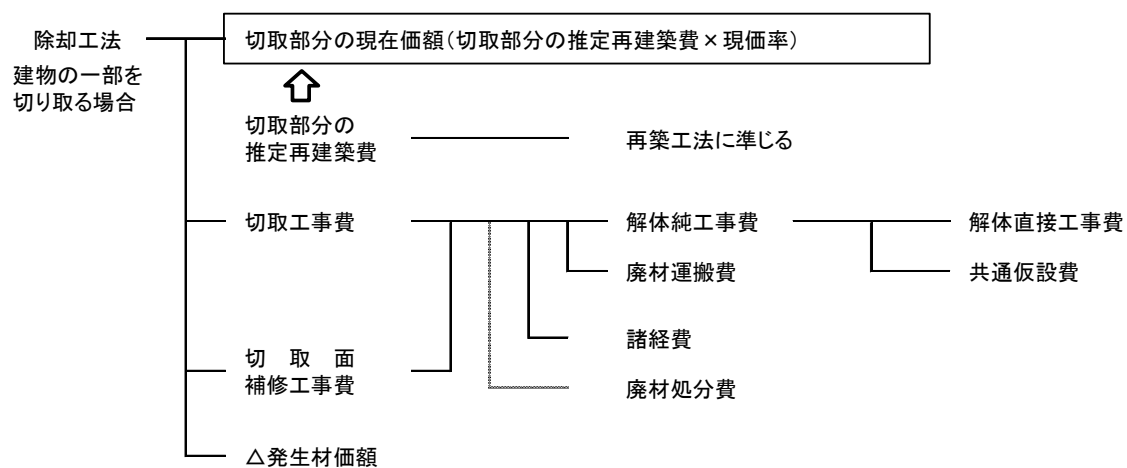 除却工法
切取部分の現在価額(切取部分の推定再建築費×現価率)
建物の一部を
切り取る場合
切取部分の
推定再建築費
再築工法に準じる
切取工事費
解体純工事費
解体直接工事費
廃材運搬費
共通仮設費
諸経費
切 取 面
補修工事費
廃材処分費
△発生材価額